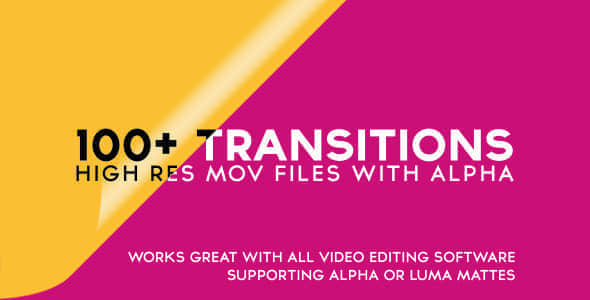 100+ TRANSITIONS
HIGH RES MOV FILES WITH ALPHA
WORKS GREAT WITH ALL VIDEO EDITING SOFTWARE
SUPPORTING ALPHA OR LUMA MATTES